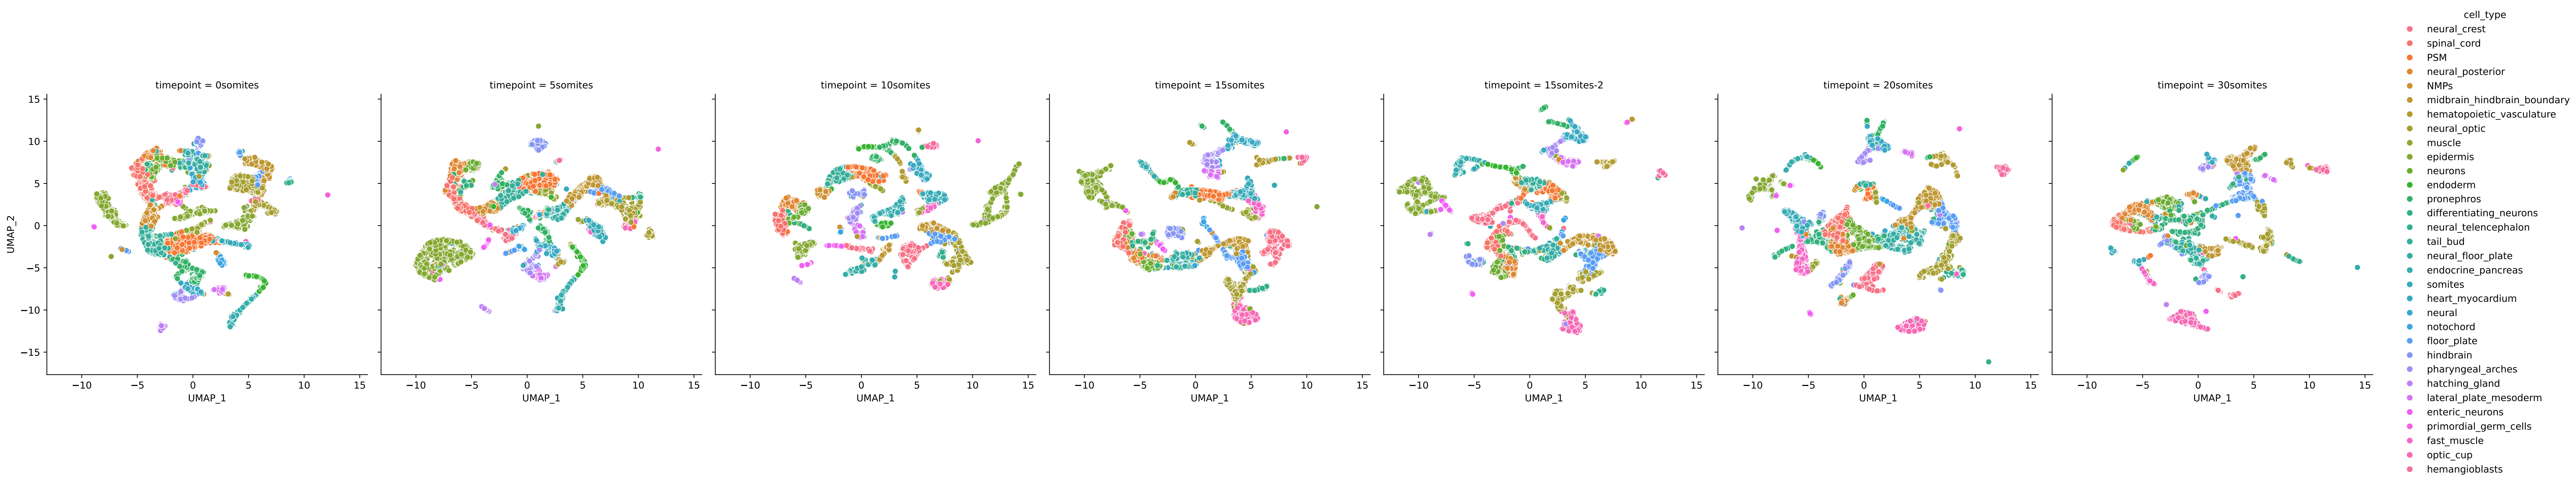 cell_type
neural_crest
spinal_cord
PSM
neural_posterior
NMPs
midbrain_hindbrain_boundary
hematopoietic_vasculature
neural_optic
muscle
epidermis
neurons
endoderm
pronephros
differentiating_neurons
neural_telencephalon
tail_bud
neural_floor_plate
endocrine_pancreas
somites
heart_myocardium
neural
notochord
floor_plate
hindbrain
pharyngeal_arches
hatching_gland
lateral_plate_mesoderm
enteric_neurons
primordial_germ_cells
fast_muscle
optic_cup
hemangioblasts
timepoint = 0somites
timepoint = 5somites
timepoint = 10somites
timepoint = 15somites
timepoint = 15somites-2
timepoint = 20somites
timepoint = 30somites
UMAP_2
15
10
5
0
−5
−10
−15
−10 −5 0 5 10 15
−10 −5 0 5 10 15
−10 −5 0 5 10 15
−10 −5 0 5 10 15
−10 −5 0 5 10 15
−10 −5 0 5 10 15
−10 −5 0 5 10 15
UMAP_1
UMAP_1
UMAP_1
UMAP_1
UMAP_1
UMAP_1
UMAP_1